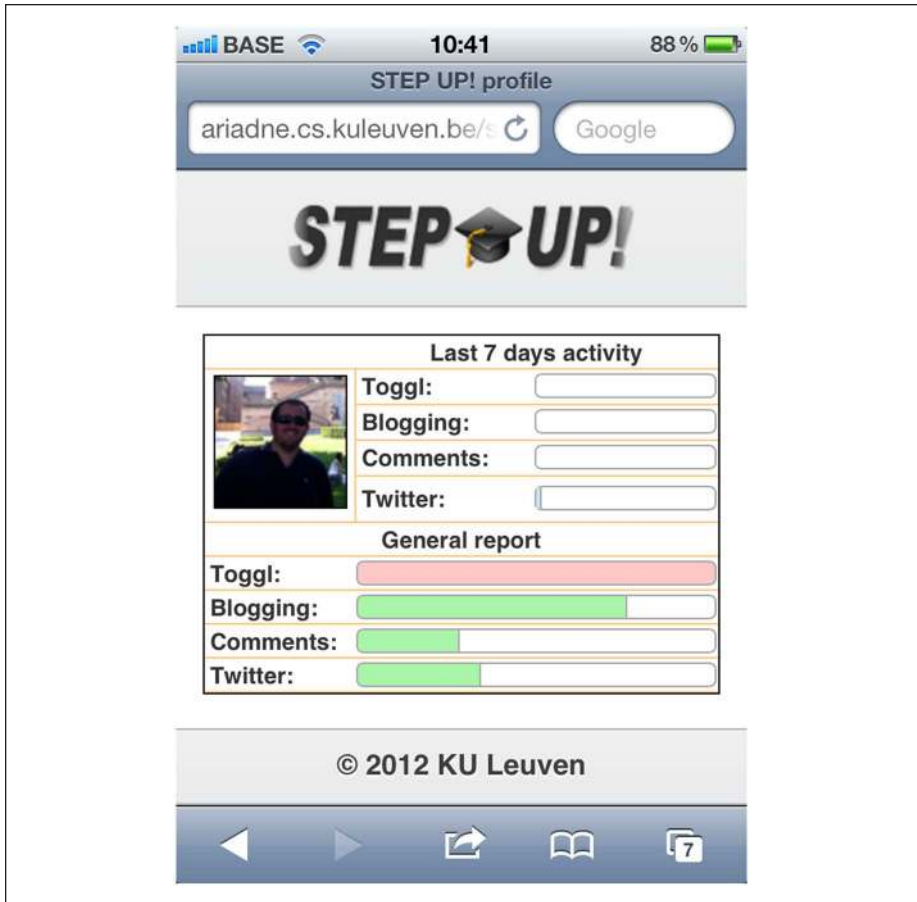 BASE 10:41 88%
STEP UP! profile
ariadne.cs.kuleuven.be/s Google
STEP UP!
Last 7 days activity
Toggl:
Blogging:
Comments:
Twitter:
General report
Toggl:
Blogging:
Comments:
Twitter:
© 2012 KU Leuven
7